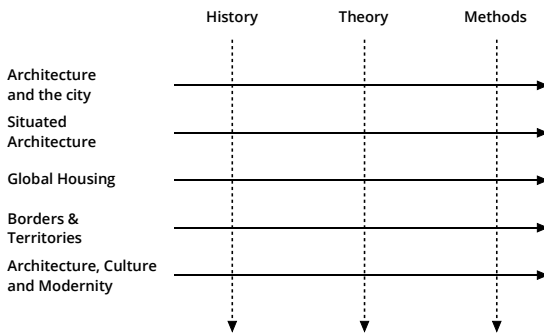 History Theory Methods
Architecture
and the city
Situated
Architecture
Global Housing
Borders &
Territories
Architecture, Culture
and Modernity